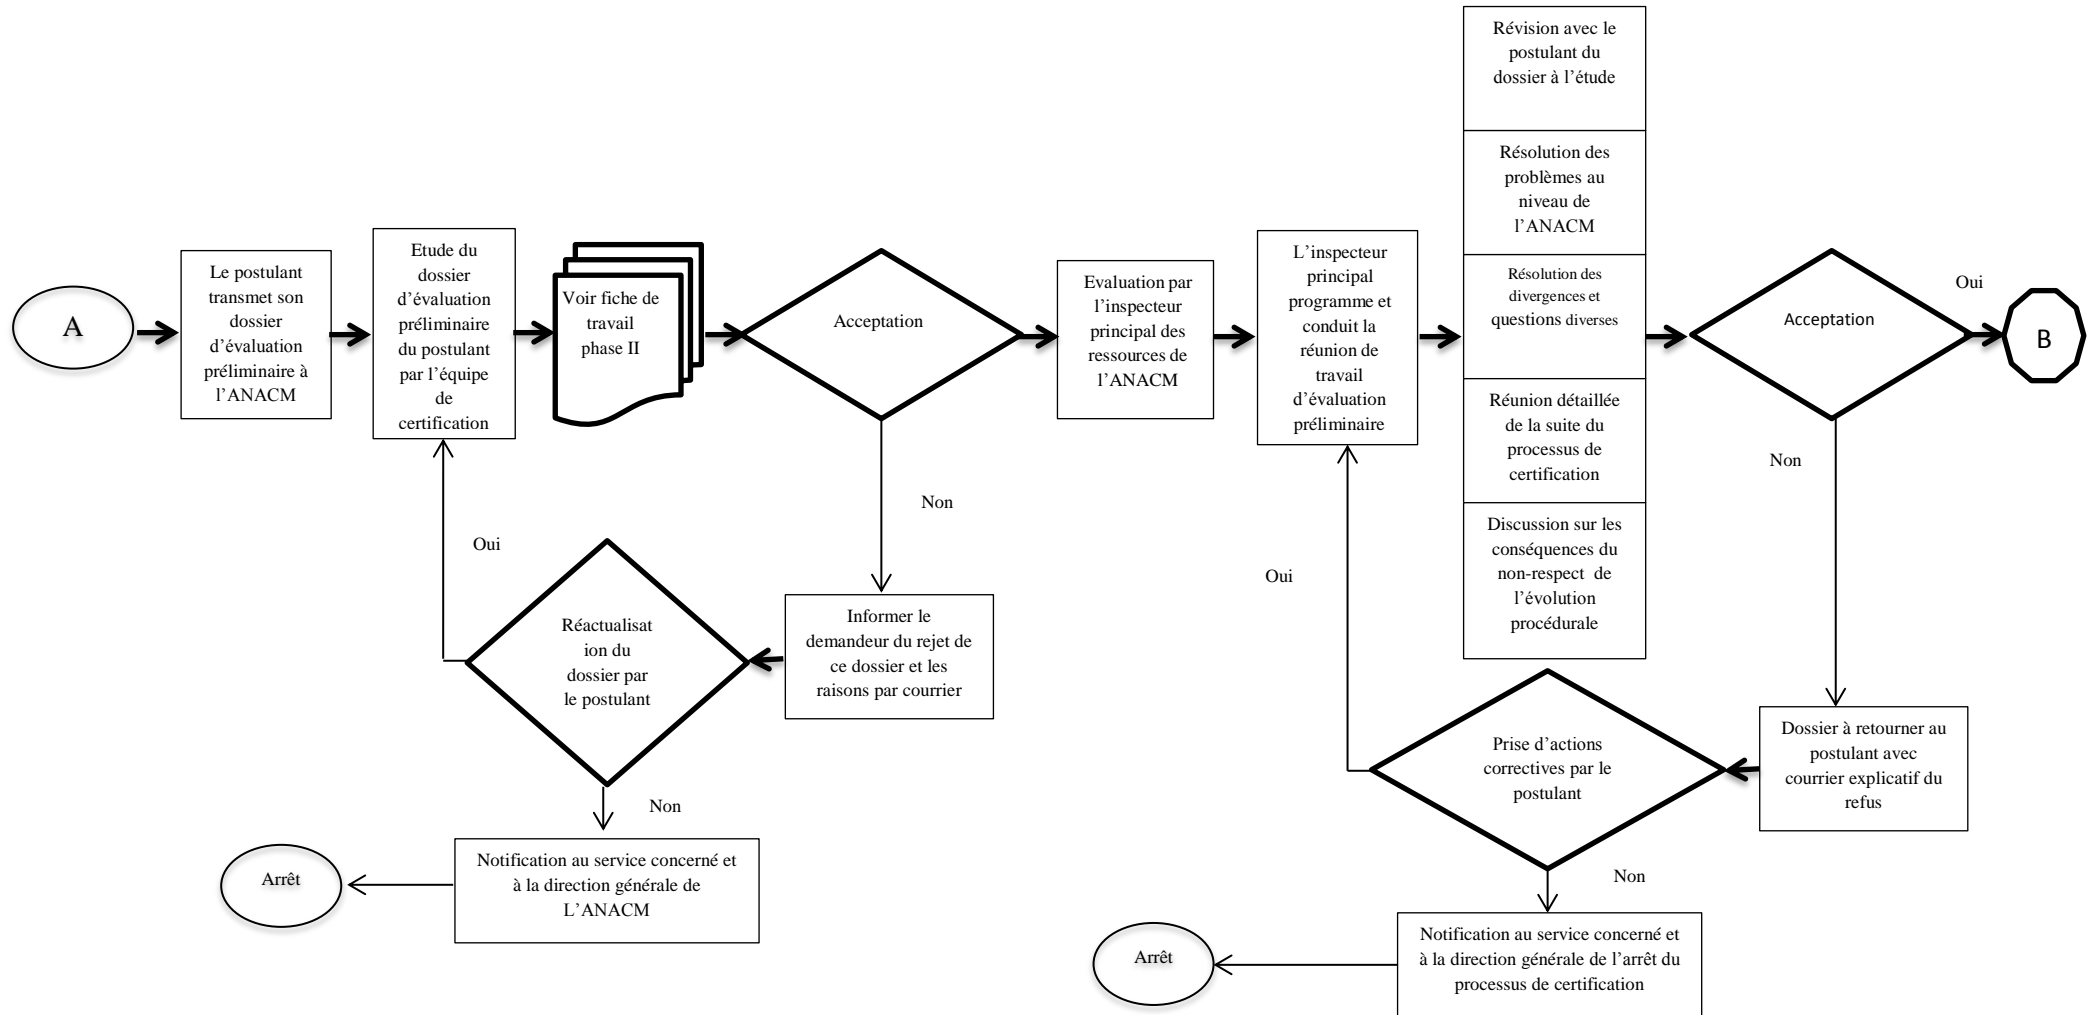 A
Le postulant
transmet son
dossier
d’évaluation
préliminaire à
l’ANACM
Etude du
dossier
d’évaluation
préliminaire
du postulant
par l’équipe
de
certification
Voir fiche de
travail
phase II
Acceptation
Non
Informer le
demandeur du rejet de
ce dossier et les
raisons par courrier
Réactualisat
ion du
dossier par
le postulant
Oui
Non
Notification au service concerné et
à la direction générale de
L’ANACM
Arrêt
Evaluation par
l’inspecteur
principal des
ressources de
l’ANACM
L’inspecteur
principal
programme et
conduit la
réunion de
travail
d’évaluation
préliminaire
Révision avec le
postulant du
dossier à l’étude
Résolution des
problèmes au
niveau de
l’ANACM
Résolution des
divergences et
questions diverses
Réunion détaillée
de la suite du
processus de
certification
Discussion sur les
conséquences du
non-respect de
l’évolution
procédurale
Acceptation
Oui
B
Non
Dossier à retourner au
postulant avec
courrier explicatif du
refus
Prise d’actions
correctives par le
postulant
Oui
Non
Notification au service concerné et
à la direction générale de l’arrêt du
processus de certification
Arrêt